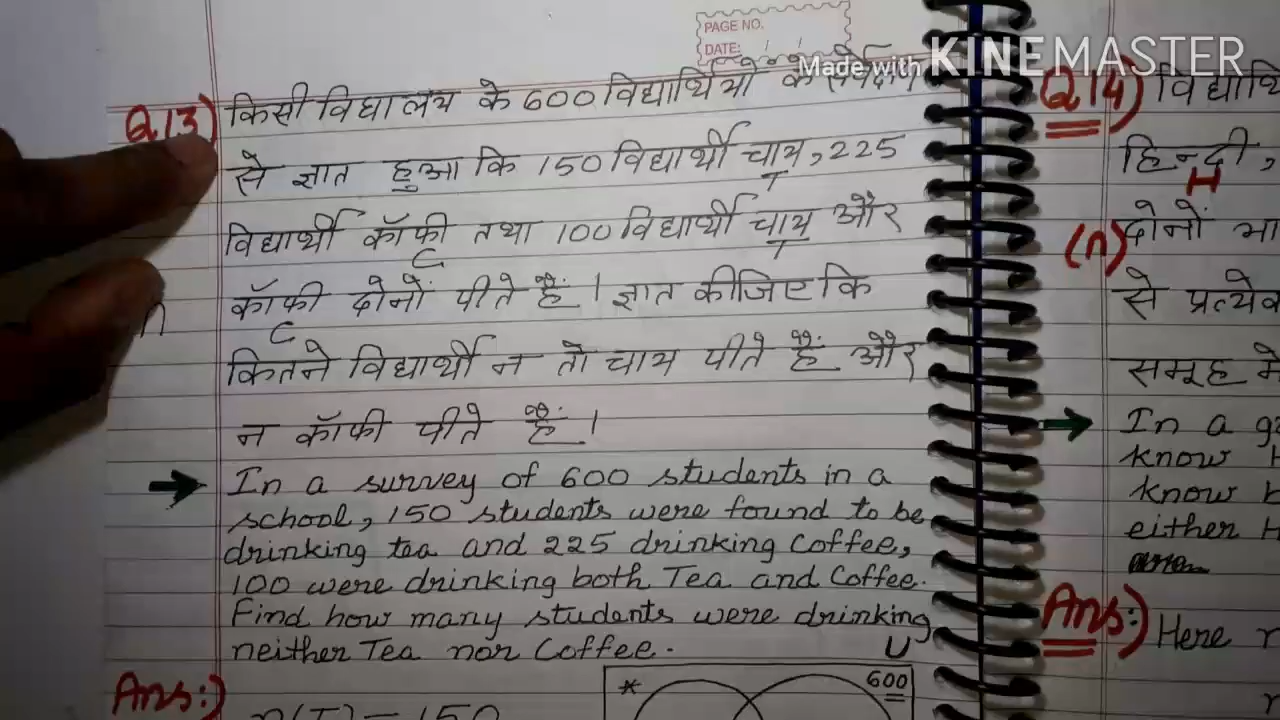 PAGE NO.
DATE: / /
Made with KINEMASTER
Q13) किसी विद्यालय के 600 विद्यार्थियों के सर्वेक्षण
से ज्ञात हुआ कि 150 विद्यार्थी चाय, 225
T
विद्यार्थी कॉफी तथा 100 विद्यार्थी चाय और
C T
कॉफी दोनों पीते हैं । ज्ञात कीजिए कि
C
कितने विद्यार्थी न तो चाय पीते हैं और
न कॉफी पीते हैं ।
In a survey of 600 students in a
school, 150 students were found to be
drinking tea and 225 drinking Coffee,
100 were drinking both Tea and Coffee.
Find how many students were drinking
neither Tea nor Coffee.
U
* 600
Ans:)
n(T) = 150
Q14) विद्यार्थि
हिन्दी,
H
(n) दोनों भा
से प्रत्येक
समूह मे
In a g
know H
know b
either H
Ans:) Here n